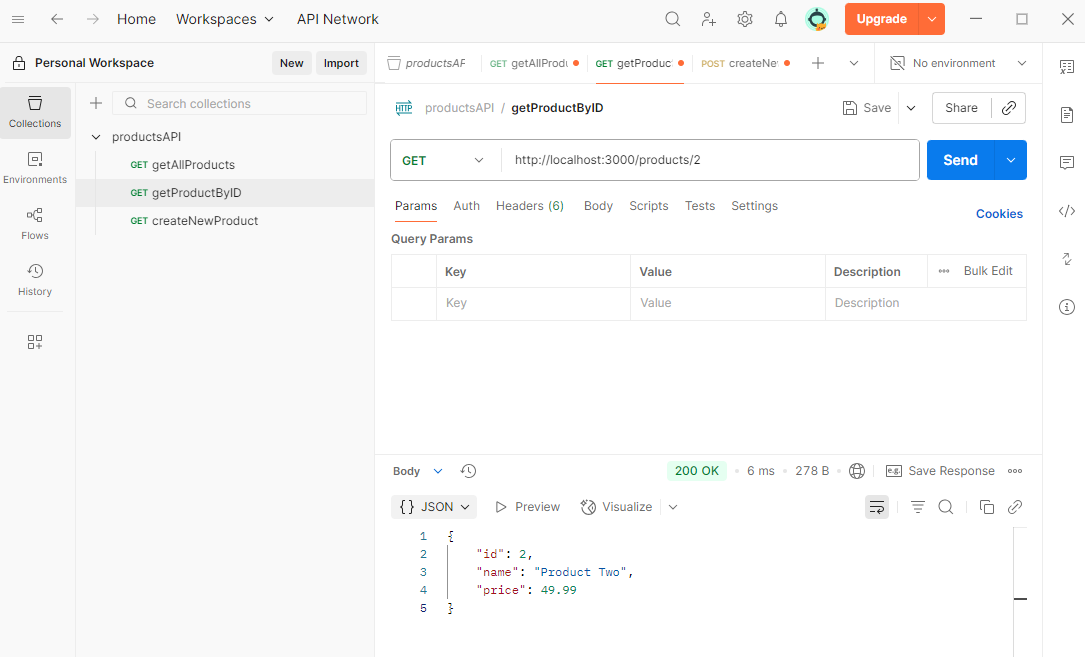 Home Workspaces API Network Upgrade
Personal Workspace New Import
productsAF GET getAllProdu GET getProduc POST createNe No environment
Collections
Environments
Flows
History
Search collections
productsAPI
GET getAllProducts
GET getProductByID
GET createNewProduct
HTTP productsAPI / getProductByID Save Share
GET http://localhost:3000/products/2 Send
Params Auth Headers (6) Body Scripts Tests Settings Cookies
Query Params
Key Value Description Bulk Edit
Key Value Description
Body 200 OK 6 ms 278 B e.g. Save Response
{} JSON Preview Visualize
1 {
2 "id": 2,
3 "name": "Product Two",
4 "price": 49.99
5 }